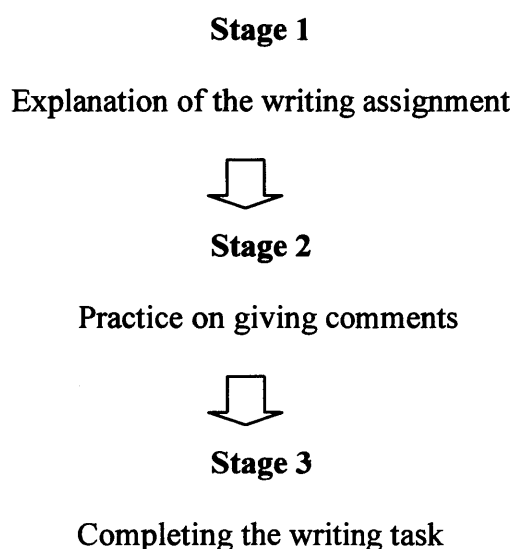 Stage 1
Explanation of the writing assignment
Stage 2
Practice on giving comments
Stage 3
Completing the writing task